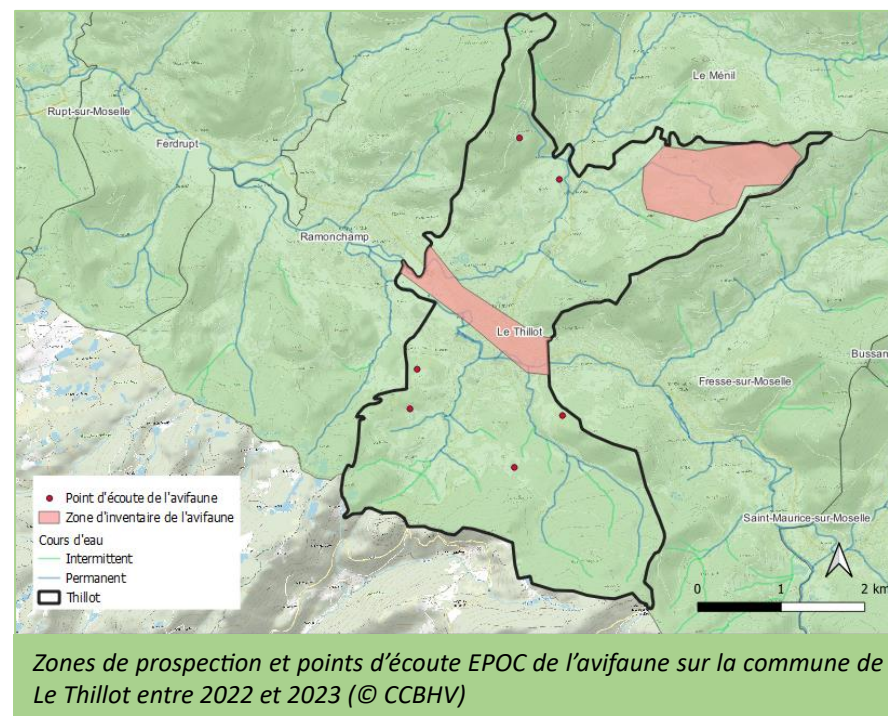 Le Ménil
Rupt-sur-Moselle
Ferdrupt
Ramonchamp
Le Thillot
Bussan
Fresse-sur-Moselle
Saint-Maurice-sur-Moselle
Point d'écoute de l'avifaune
Zone d'inventaire de l'avifaune
Cours d'eau
Intermittent
Permanent
Thillot
0 1 2 km
Zones de prospection et points d'écoute EPOC de l'avifaune sur la commune de
Le Thillot entre 2022 et 2023 (© CCBHV)